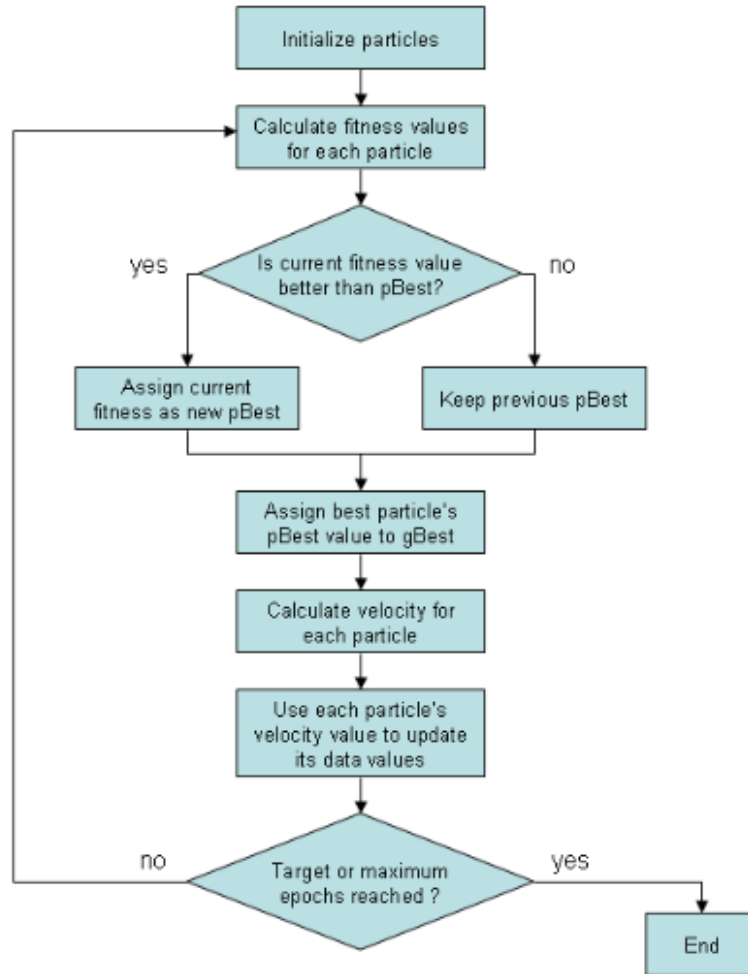 Initialize particles
Calculate fitness values
for each particle
yes
Is current fitness value
better than pBest?
no
Assign current
fitness as new pBest
Keep previous pBest
Assign best particle's
pBest value to gBest
Calculate velocity for
each particle
Use each particle's
velocity value to update
its data values
no
Target or maximum
epochs reached ?
yes
End